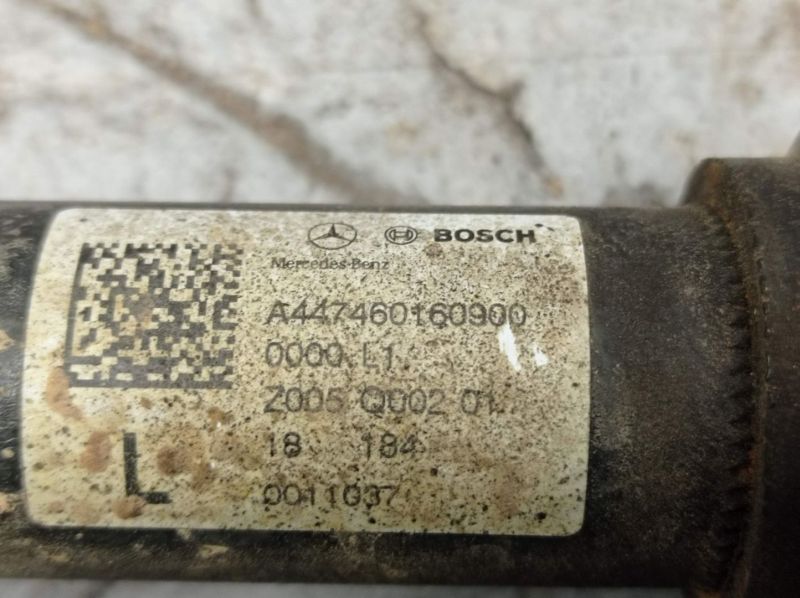 BOSCH
Mercedes-Benz
A447460160900
0000 L1
Z005 Q002 01
18 184
L
0011037